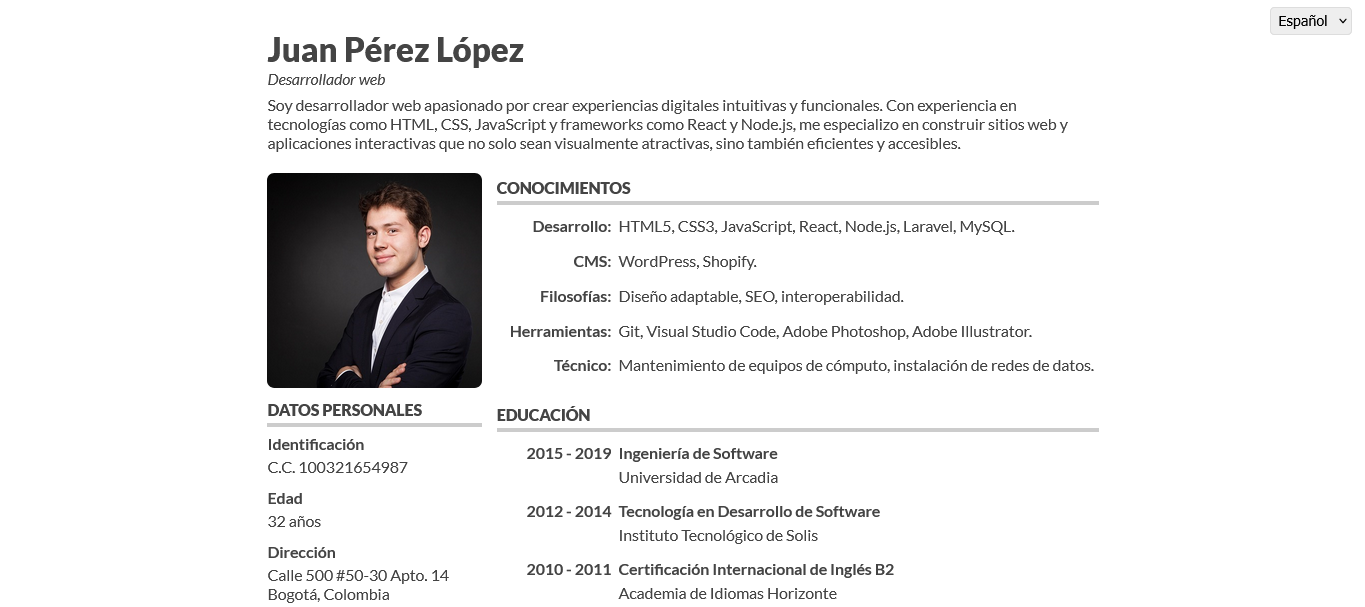 Español
Juan Pérez López
Desarrollador web
Soy desarrollador web apasionado por crear experiencias digitales intuitivas y funcionales. Con experiencia en
tecnologías como HTML, CSS, JavaScript y frameworks como React y Node.js, me especializo en construir sitios web y
aplicaciones interactivas que no solo sean visualmente atractivas, sino también eficientes y accesibles.
DATOS PERSONALES
Identificación
C.C. 100321654987
Edad
32 años
Dirección
Calle 500 #50-30 Apto. 14
Bogotá, Colombia
CONOCIMIENTOS
Desarrollo: HTML5, CSS3, JavaScript, React, Node.js, Laravel, MySQL.
CMS: WordPress, Shopify.
Filosofías: Diseño adaptable, SEO, interoperabilidad.
Herramientas: Git, Visual Studio Code, Adobe Photoshop, Adobe Illustrator.
Técnico: Mantenimiento de equipos de cómputo, instalación de redes de datos.
EDUCACIÓN
2015 - 2019 Ingeniería de Software
Universidad de Arcadia
2012 - 2014 Tecnología en Desarrollo de Software
Instituto Tecnológico de Solis
2010 - 2011 Certificación Internacional de Inglés B2
Academia de Idiomas Horizonte